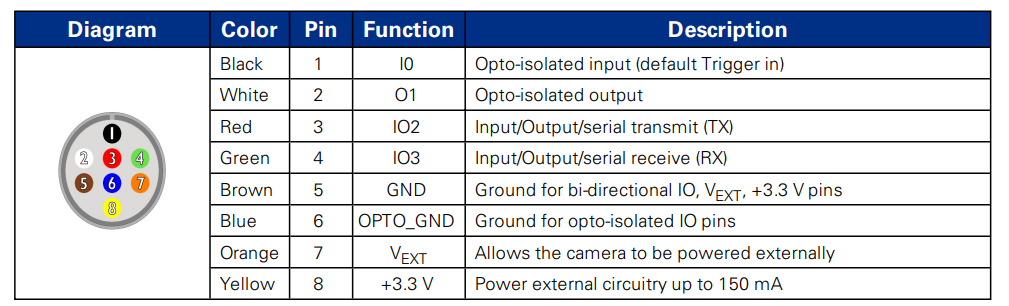 Diagram Color Pin Function Description
Black 1 I0 Opto-isolated input (default Trigger in)
White 2 O1 Opto-isolated output
Red 3 IO2 Input/Output/serial transmit (TX)
Green 4 IO3 Input/Output/serial receive (RX)
Brown 5 GND Ground for bi-directional IO, VEXT, +3.3 V pins
Blue 6 OPTO_GND Ground for opto-isolated IO pins
Orange 7 VEXT Allows the camera to be powered externally
Yellow 8 +3.3 V Power external circuitry up to 150 mA
1
2 3 4
5 6 7
8